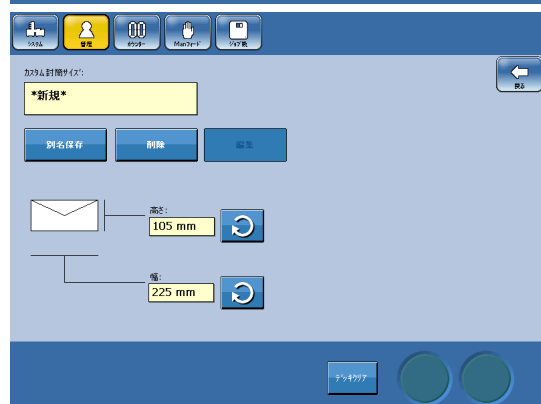 システム
管理
カウンター
Manフィード
ジョブ数
カスタム封筒サイズ:
*新規*
戻る
別名保存
削除
編集
高さ:
105 mm
幅:
225 mm
デッキクリア